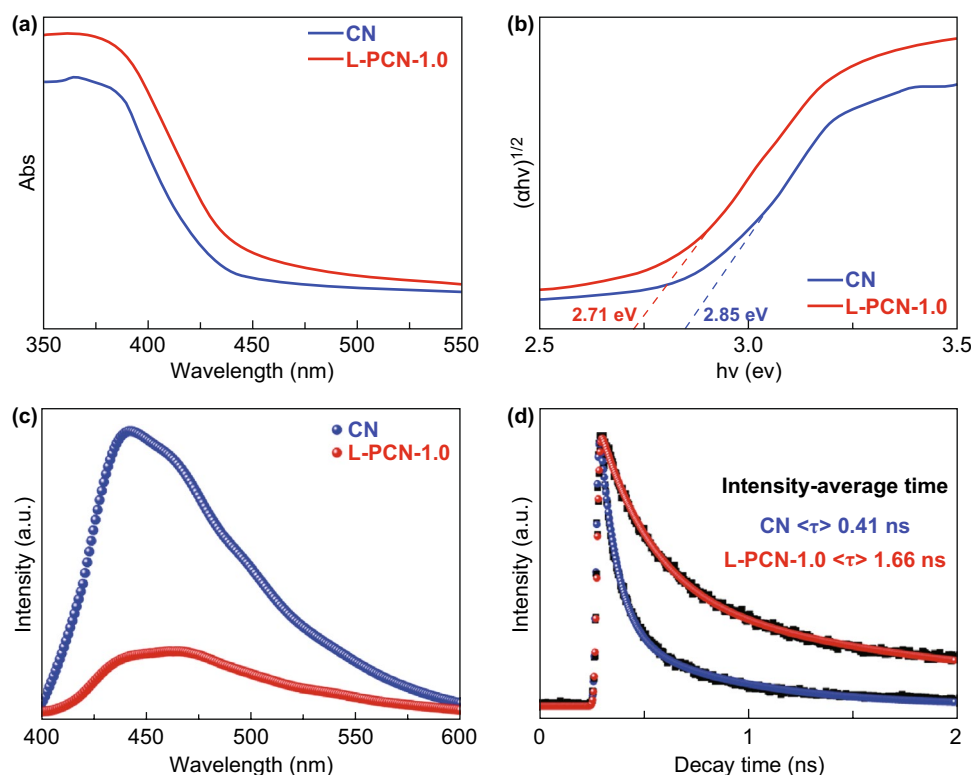 (a)
CN
L-PCN-1.0
Abs
350 400 450 500 550
Wavelength (nm)
(b)
(αhv)1/2
2.71 eV
2.85 eV
CN
L-PCN-1.0
2.5 3.0 3.5
hv (ev)
(c)
CN
L-PCN-1.0
Intensity (a.u.)
400 450 500 550 600
Wavelength (nm)
(d)
Intensity-average time
CN <τ> 0.41 ns
L-PCN-1.0 <τ> 1.66 ns
Intensity (a.u.)
0 1 2
Decay time (ns)